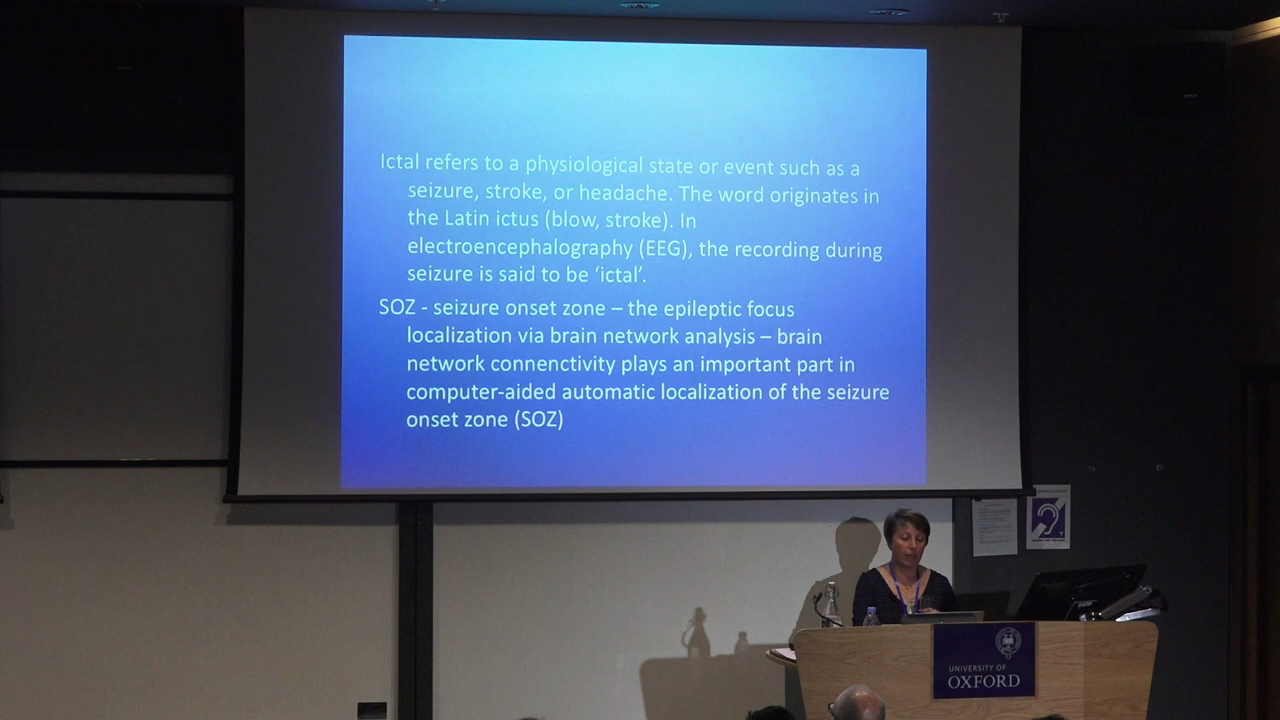 Ictal refers to a physiological state or event such as a
seizure, stroke, or headache. The word originates in
the Latin ictus (blow, stroke). In
electroencephalography (EEG), the recording during
seizure is said to be ‘ictal’.
SOZ - seizure onset zone – the epileptic focus
localization via brain network analysis – brain
network connenctivity plays an important part in
computer-aided automatic localization of the seizure
onset zone (SOZ)
UNIVERSITY OF
OXFORD